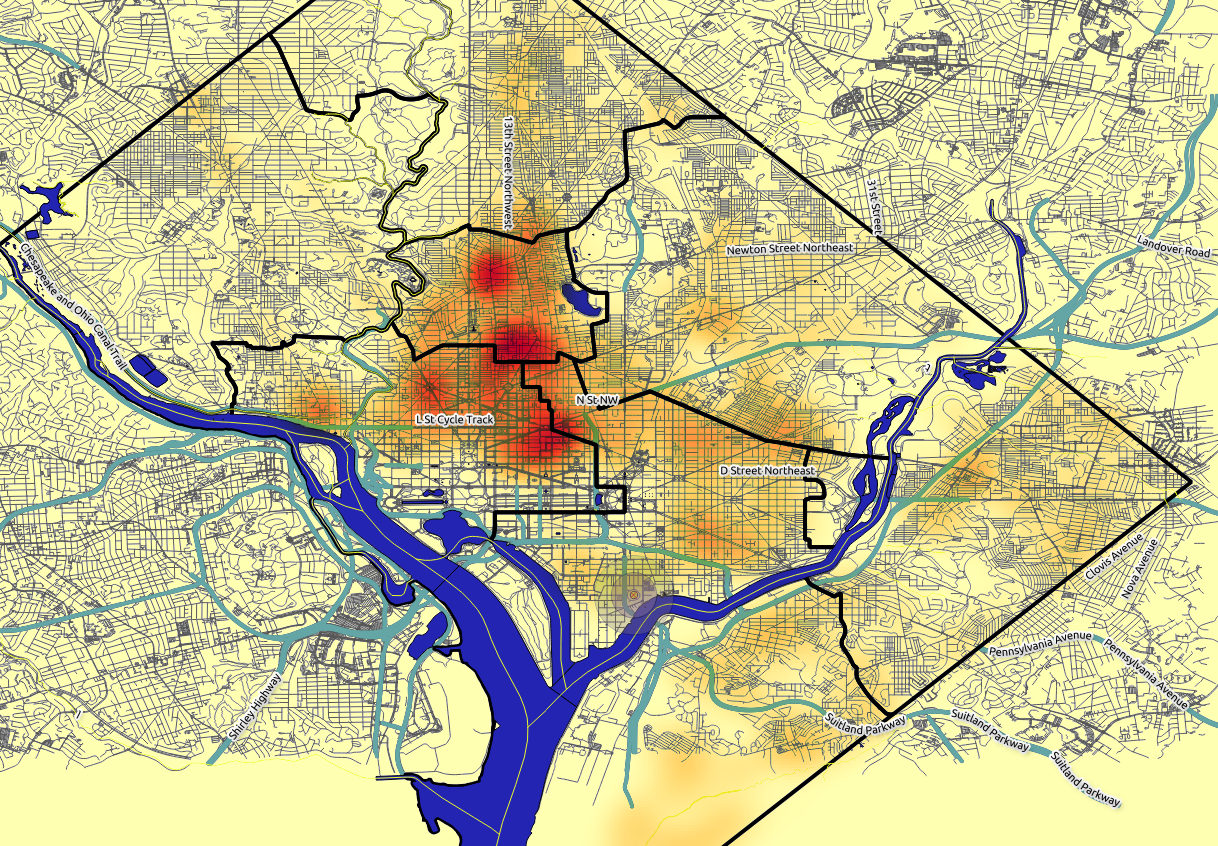 13th Street Northwest
31st Street
Newton Street Northeast
Landover Road
Chesapeake and Ohio Canal Trail
N St NW
L St Cycle Track
D Street Northeast
Clovis Avenue
Nova Avenue
Pennsylvania Avenue
Pennsylvania Avenue
Shirley Highway
Suitland Parkway
Suitland Parkway
Suitland Parkway